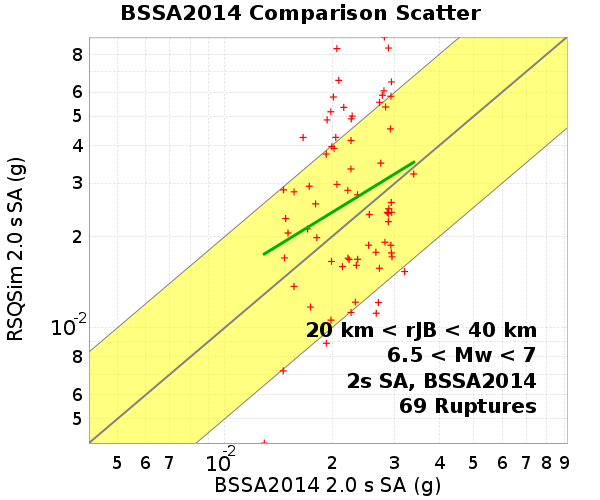 BSSA2014 Comparison Scatter
RSQSim 2.0 s SA (g)
8
6
5
4
3
2
10⁻²
8
6
5
20 km < rJB < 40 km
6.5 < Mw < 7
2s SA, BSSA2014
69 Ruptures
5 6 7 10⁻² 2 3 4 5 6 7 8 9
BSSA2014 2.0 s SA (g)